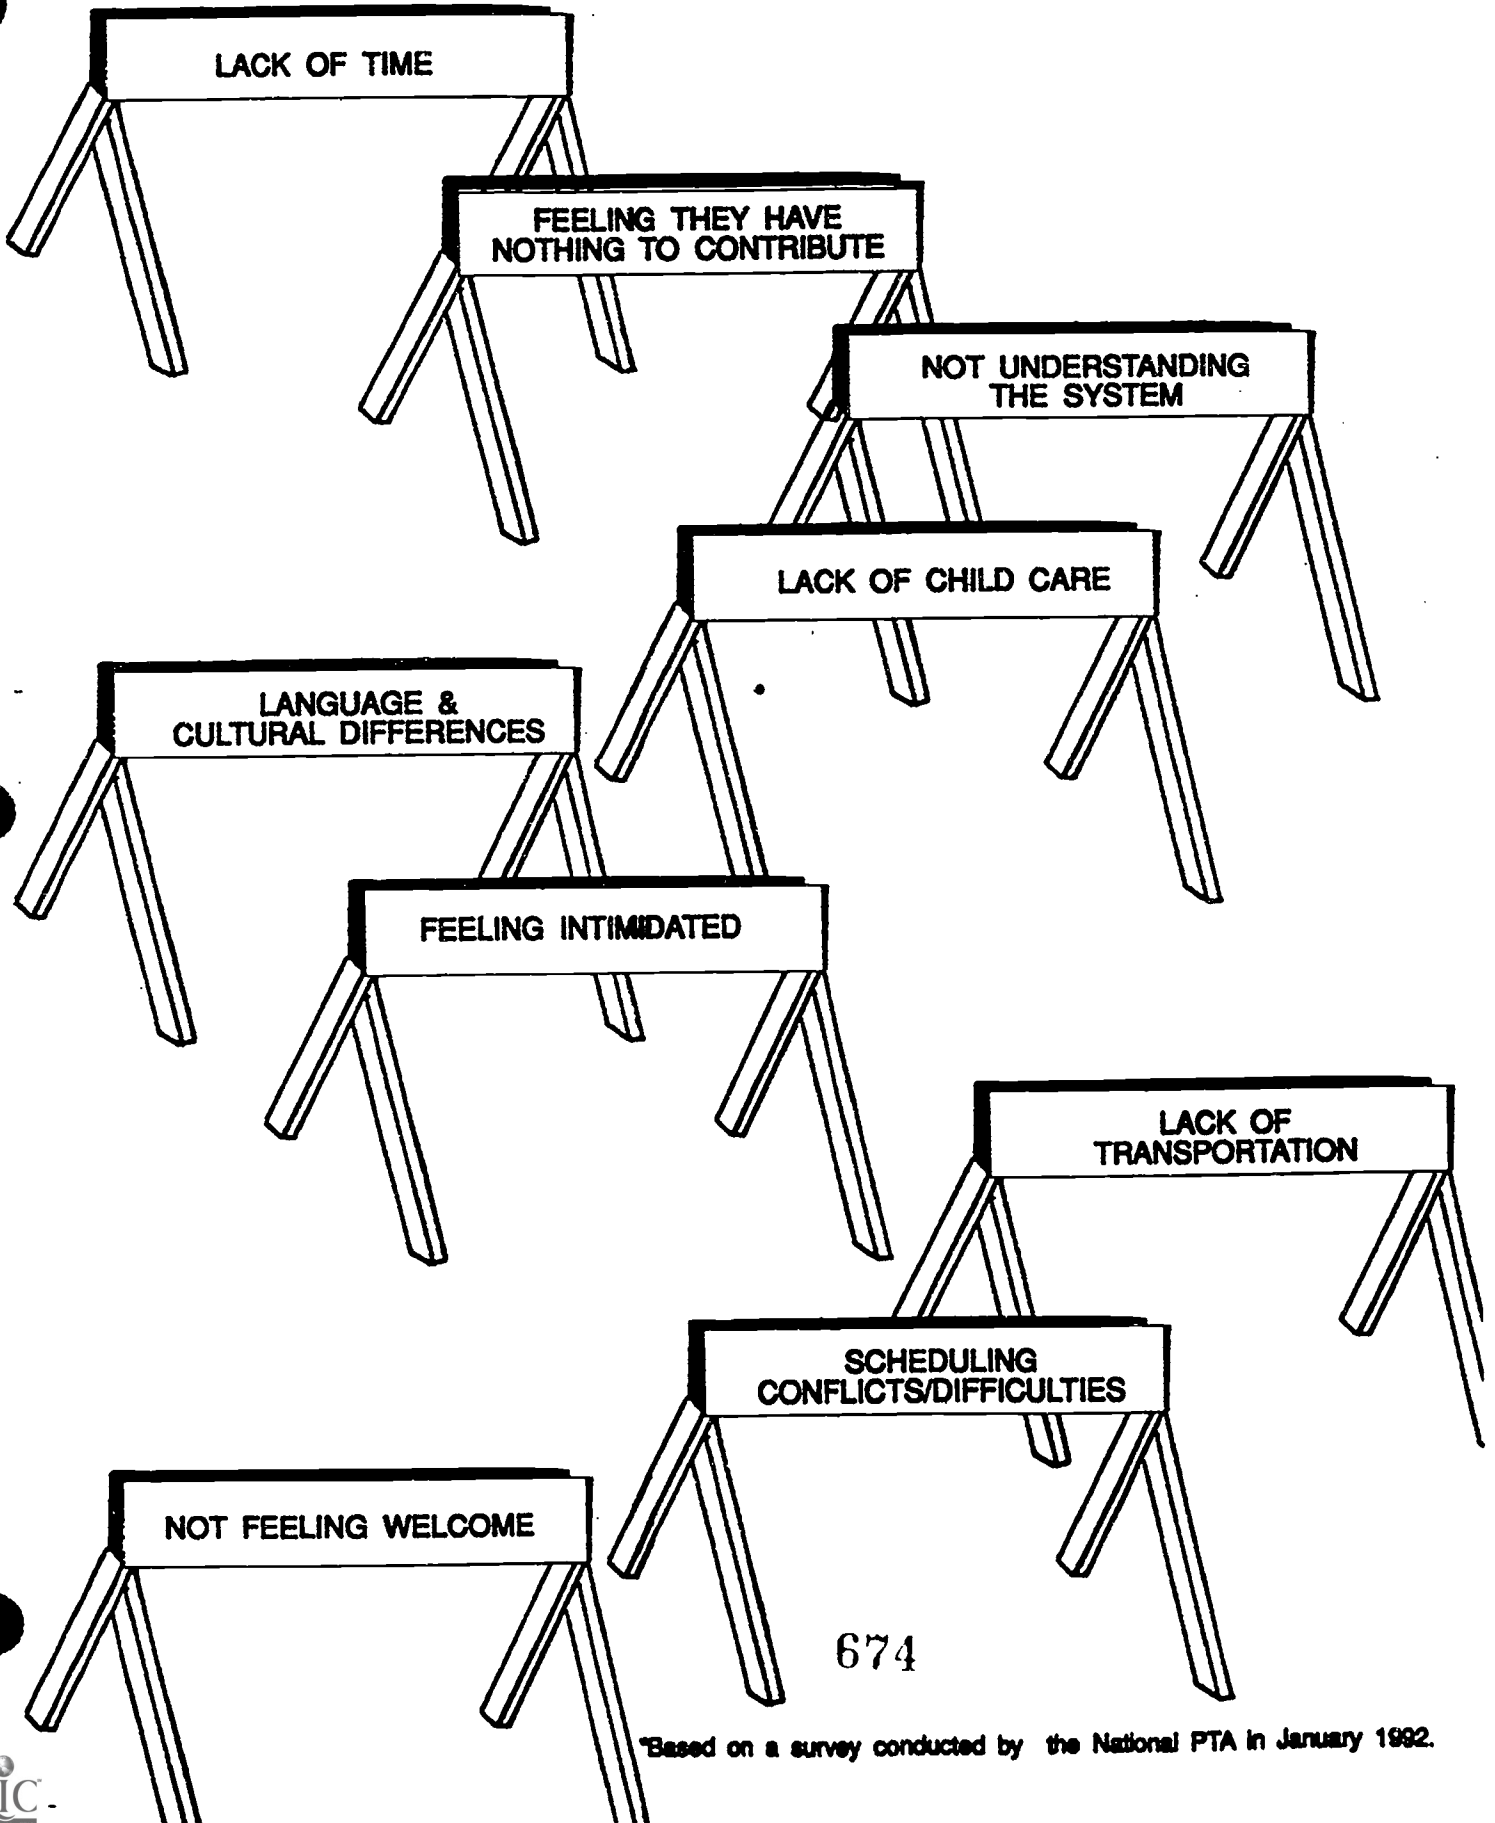 LACK OF TIME
FEELING THEY HAVE
NOTHING TO CONTRIBUTE
NOT UNDERSTANDING
THE SYSTEM
LACK OF CHILD CARE
LANGUAGE &
CULTURAL DIFFERENCES
FEELING INTIMIDATED
LACK OF
TRANSPORTATION
SCHEDULING
CONFLICTS/DIFFICULTIES
NOT FEELING WELCOME
674
*Based on a survey conducted by the National PTA in January 1992.
IC